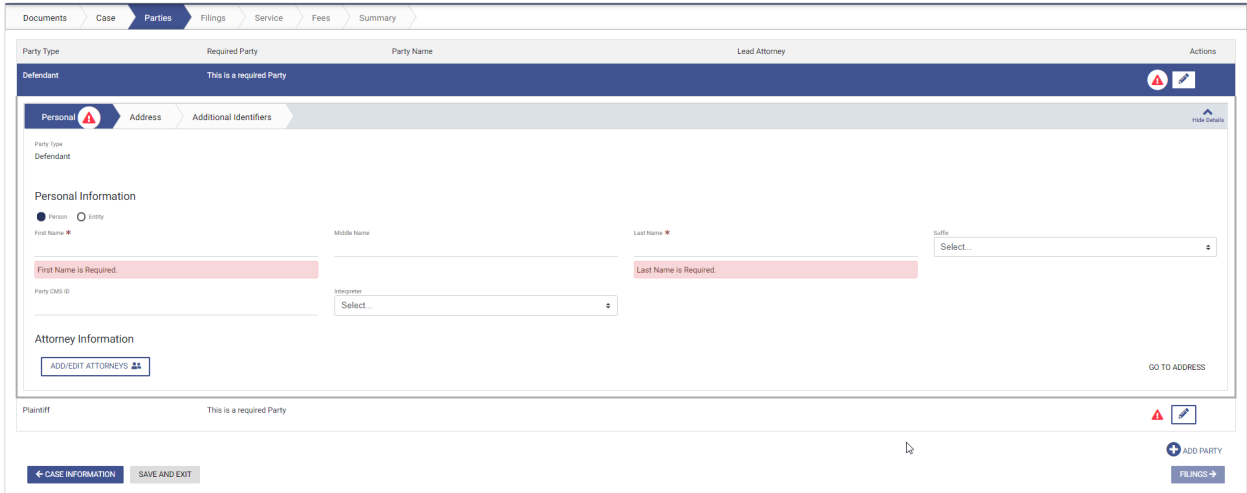 Documents Case Parties Filings Service Fees Summary
Party Type Required Party Party Name Lead Attorney Actions
Defendant This is a required Party
Personal Address Additional Identifiers Hide Details
Party Type
Defendant
Personal Information
Person Entity
First Name * Middle Name Last Name * Suffix
Select...
First Name is Required. Last Name is Required.
Party CMS ID Interpreter
Select...
Attorney Information
ADD/EDIT ATTORNEYS GO TO ADDRESS
Plaintiff This is a required Party
ADD PARTY
CASE INFORMATION SAVE AND EXIT FILINGS